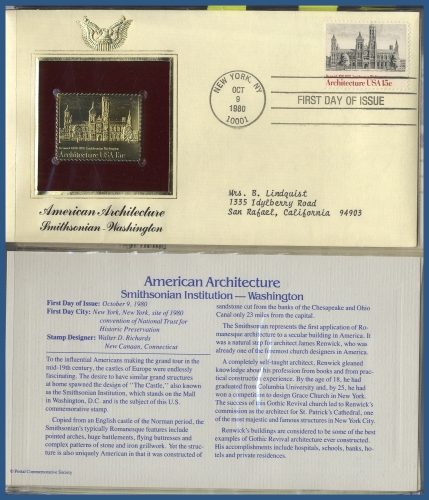 NEW YORK, NY
OCT
9
1980
10001
FIRST DAY OF ISSUE
Architecture USA 15c
Architecture USA 15c
Mrs. B. Lindquist
1335 Idylberry Road
San Rafael, California 94903
American Architecture
Smithsonian-Washington
American Architecture
Smithsonian Institution — Washington
First Day of Issue: October 9, 1980
First Day City: New York, New York, site of 1980
convention of National Trust for
Historic Preservation
Stamp Designer: Walter D. Richards
New Canaan, Connecticut
To the influential Americans making the grand tour in the
mid-19th century, the castles of Europe were endlessly
fascinating. The desire to have similar grand structures
at home spawned the design of "The Castle," also known
as the Smithsonian Institution, which stands on the Mall
in Washington, D.C. and is the subject of this U.S.
commemorative stamp.
Copied from an English castle of the Norman period, the
Smithsonian's typically Romanesque features include
pointed arches, huge battlements, flying buttresses and
complex patterns of stone and iron grillwork. Yet the struc-
ture is also uniquely American in that it was constructed of
sandstone cut from the banks of the Chesapeake and Ohio
Canal only 23 miles from the capital.
The Smithsonian represents the first application of Ro-
manesque architecture to a secular building in America. It
was a natural step for architect James Renwick, who was
already one of the foremost church designers in America.
A completely self-taught architect, Renwick gleaned
knowledge about his profession from books and from prac-
tical construction experience. By the age of 18, he had
graduated from Columbia University and, by 25, he had
won a competition to design Grace Church in New York.
The success of this Gothic Revival church led to Renwick's
commission as the architect for St. Patrick's Cathedral, one
of the most majestic and famous structures in New York City.
Renwick's buildings are considered to be some of the best
examples of Gothic Revival architecture ever constructed.
His accomplishments include hospitals, schools, banks, ho-
tels and private residences.
© Postal Commemorative Society